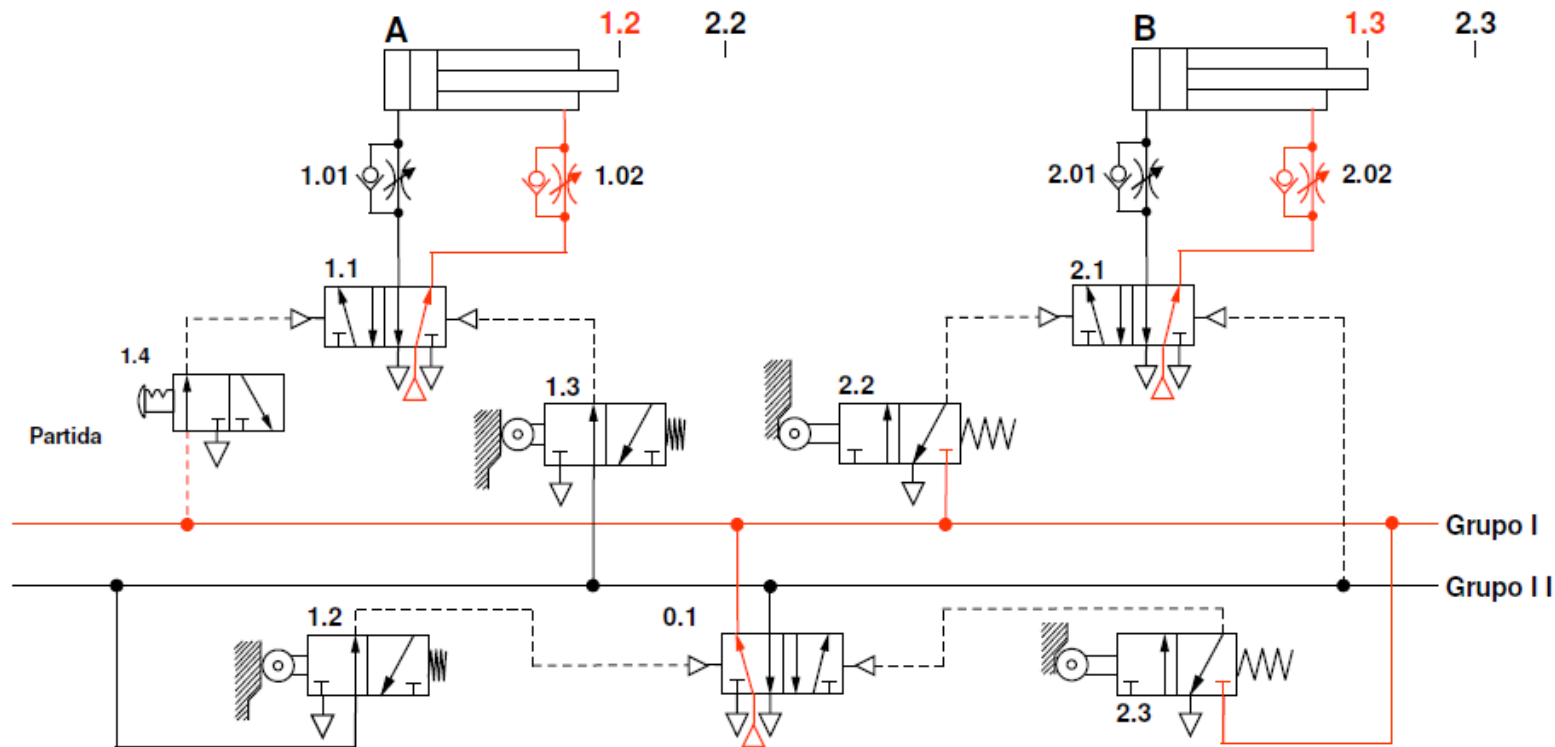 A 1.2 2.2 B 1.3 2.3
1.01 1.02 2.01 2.02
1.1 2.1
1.4 1.3 2.2
Partida
Grupo I
Grupo I I
1.2 0.1
2.3